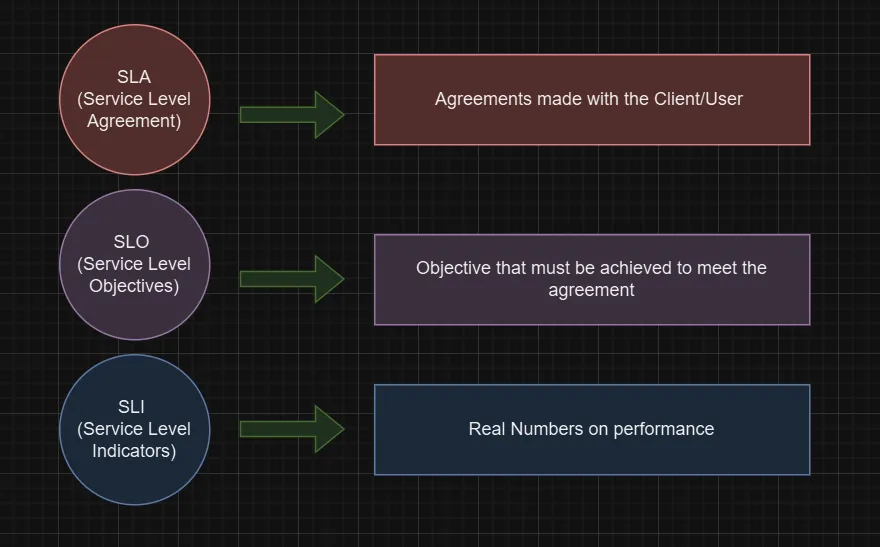 SLA
(Service Level
Agreement)
Agreements made with the Client/User
SLO
(Service Level
Objectives)
Objective that must be achieved to meet the
agreement
SLI
(Service Level
Indicators)
Real Numbers on performance